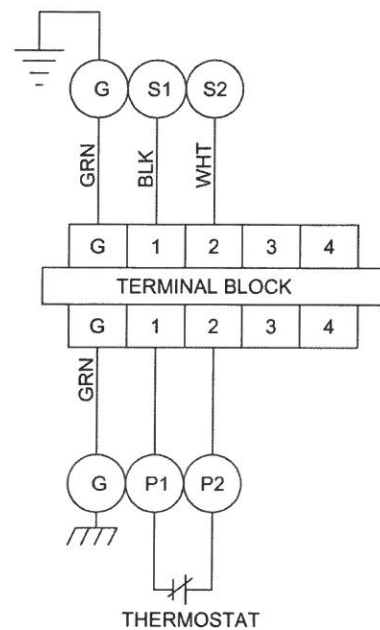 G S1 S2
GRN BLK WHT
G 1 2 3 4
TERMINAL BLOCK
G 1 2 3 4
GRN
G P1 P2
THERMOSTAT